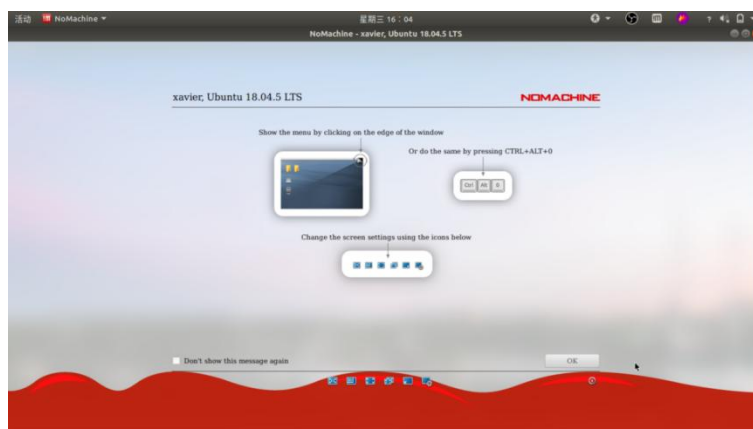 活动 NoMachine
星期三 16：04
NoMachine - xavier, Ubuntu 18.04.5 LTS
xavier, Ubuntu 18.04.5 LTS
NOMACHINE
Show the menu by clicking on the edge of the window
Or do the same by pressing CTRL+ALT+0
Ctrl Alt 0
Change the screen settings using the icons below
Don't show this message again
OK